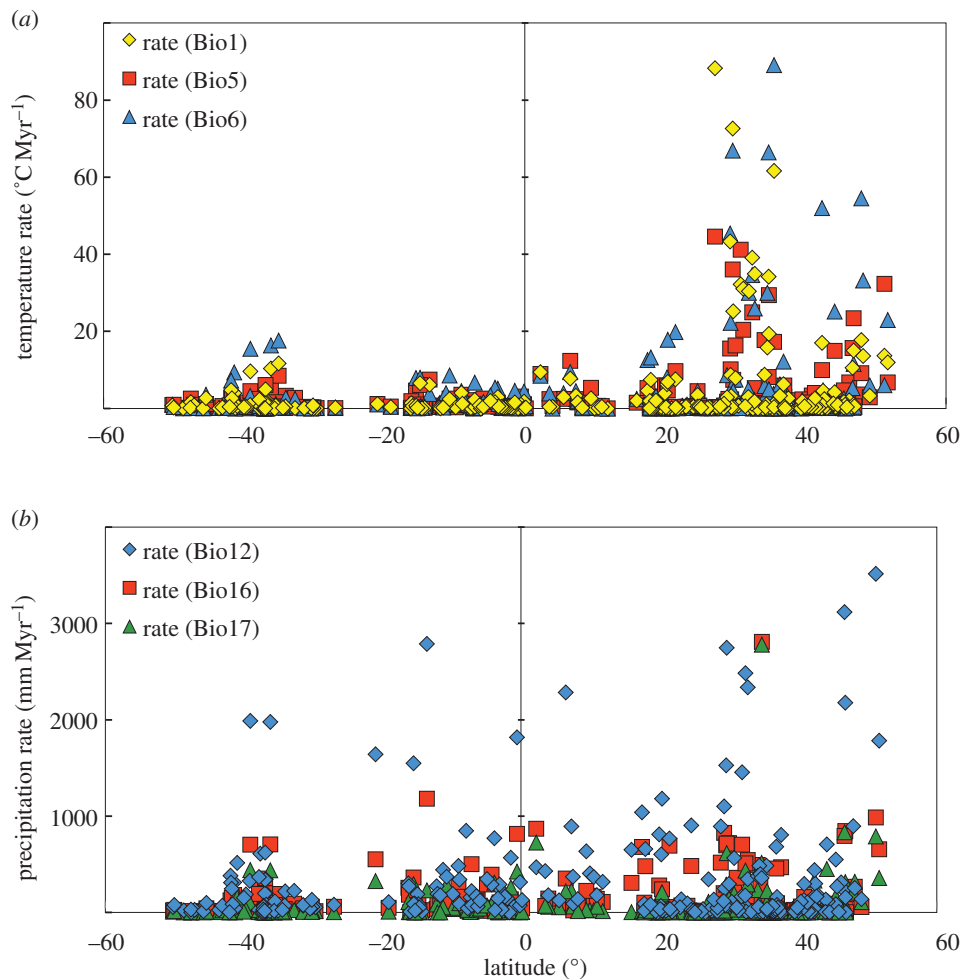 (a)
rate (Bio1)
rate (Bio5)
rate (Bio6)
temperature rate (°C Myr⁻¹)
80
60
40
20
−60
−40
−20
0
20
40
60
(b)
rate (Bio12)
rate (Bio16)
rate (Bio17)
precipitation rate (mm Myr⁻¹)
3000
2000
1000
0
−60
−40
−20
0
20
40
60
latitude (°)